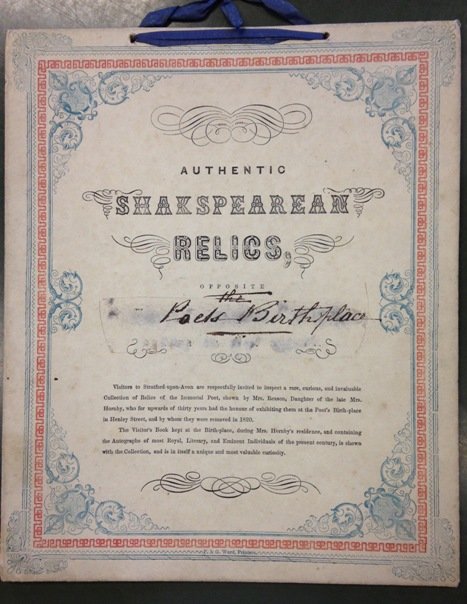 AUTHENTIC
SHAKSPEAREAN
RELICS,
OPPOSITE
the
Poets Birthplace
Visitors to Stratford-upon-Avon are respectfully invited to inspect a rare, curious, and invaluable
Collection of Relics of the Immortal Poet, shown by Mrs. Benson, Daughter of the late Mrs.
Hornby, who for upwards of thirty years had the honour of exhibiting them at the Poet's Birth-place
in Henley Street, and by whom they were removed in 1820.
The Visitor's Book kept at the Birth-place, during Mrs. Hornby's residence, and containing
the Autographs of most Royal, Literary, and Eminent Individuals of the present century, is shown
with the Collection, and is in itself a unique and most valuable curiosity.
F. & G. Ward, Printers.